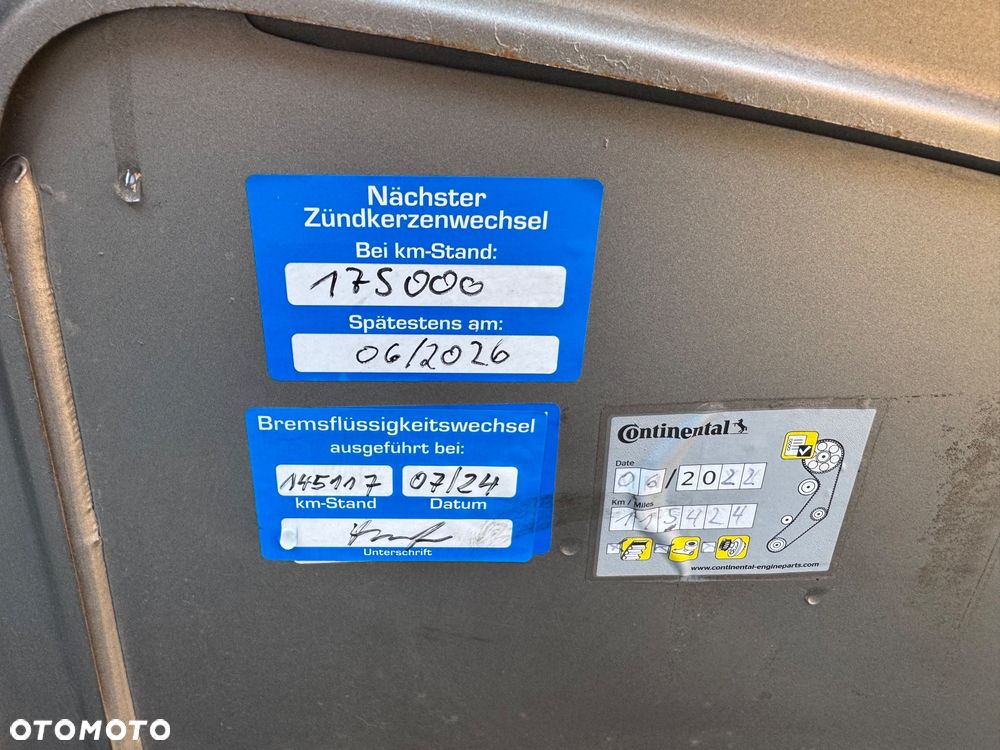 Nächster
Zündkerzenwechsel
Bei km-Stand:
175000
Spätestens am:
06/2026
Bremsflüssigkeitswechsel
ausgeführt bei:
145117 07/24
km-Stand Datum
Unterschrift
Continental
Date
06/2022
Km / Miles
115424
www.continental-engineparts.com
OTOMOTO